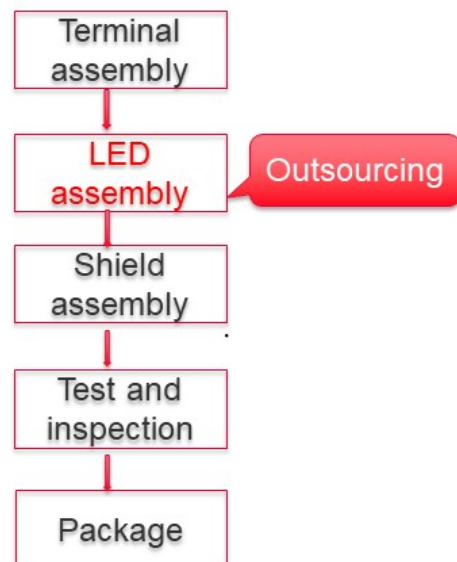 Terminal
assembly
LED
assembly
Outsourcing
Shield
assembly
.
Test and
inspection
Package